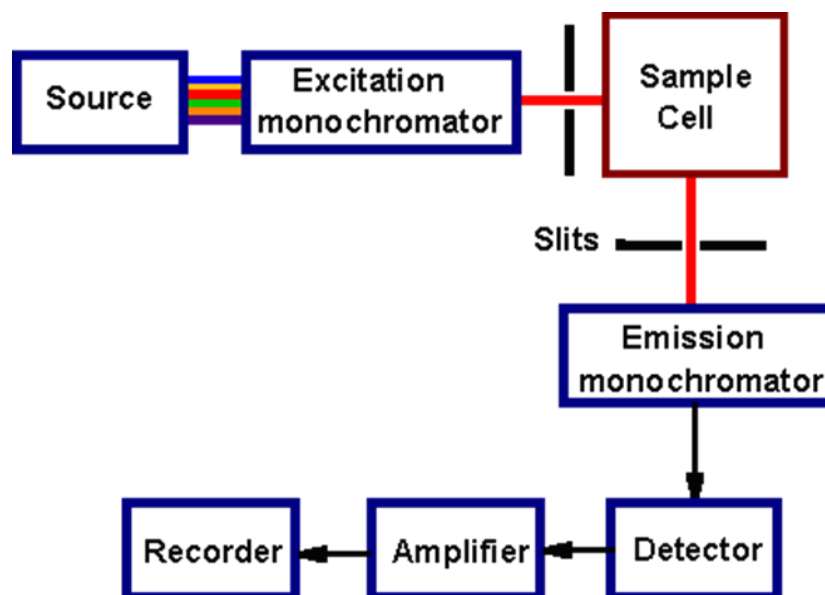 Source
Excitation
monochromator
Sample
Cell
Slits
Emission
monochromator
Recorder
Amplifier
Detector